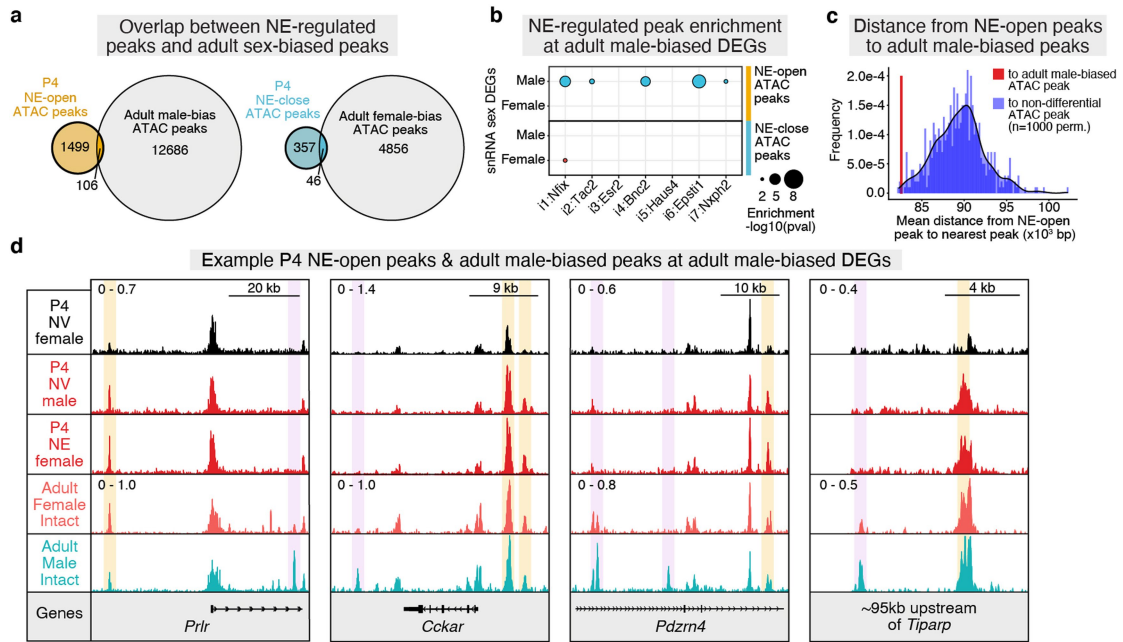 a
Overlap between NE-regulated
peaks and adult sex-biased peaks
P4
NE-open
ATAC peaks
1499
106
Adult male-bias
ATAC peaks
12686
P4
NE-close
ATAC peaks
357
46
Adult female-bias
ATAC peaks
4856
b
NE-regulated peak enrichment
at adult male-biased DEGs
snRNA sex DEGs
Male
Female
Male
Female
NE-open
ATAC
peaks
NE-close
ATAC
peaks
i1:Nfix
i2:Tac2
i3:Esr2
i4:Bnc2
i5:Haus4
i6:Epsti1
i7:Nxph2
2 5 8
Enrichment
-log10(pval)
c
Distance from NE-open peaks
to adult male-biased peaks
Frequency
2.0e-4
1.5e-4
1.0e-4
5.0e-5
0.0
85 90 95 100
Mean distance from NE-open
peak to nearest peak (x10³ bp)
to adult male-biased
ATAC peak
to non-differential
ATAC peak
(n=1000 perm.)
d
Example P4 NE-open peaks & adult male-biased peaks at adult male-biased DEGs
0 - 0.7 20 kb 0 - 1.4 9 kb 0 - 0.6 10 kb 0 - 0.4 4 kb
P4
NV
female
P4
NV
male
P4
NE
female
0 - 1.0 0 - 1.0 0 - 0.8 0 - 0.5
Adult
Female
Intact
Adult
Male
Intact
Genes
Prlr
Cckar
Pdzrn4
~95kb upstream
of Tiparp